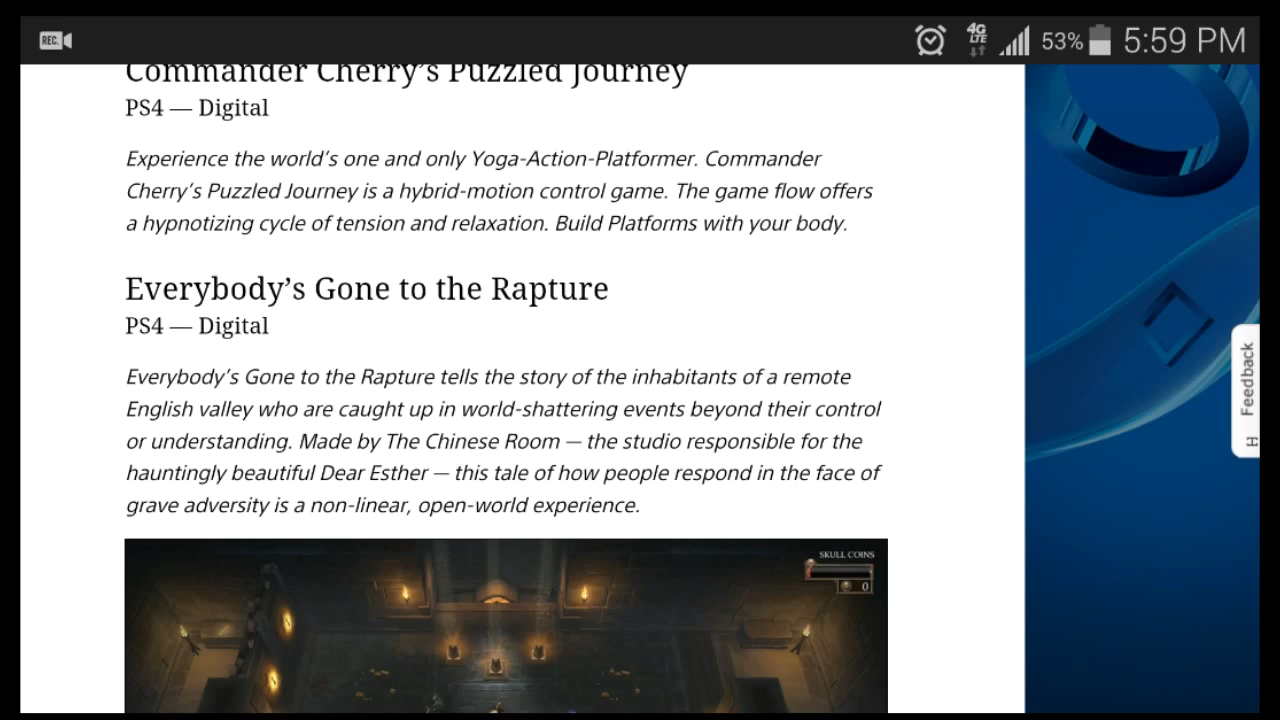 REC.
4G
LTE
53%
5:59 PM
Commander Cherry's Puzzled Journey
PS4 — Digital
Experience the world's one and only Yoga-Action-Platformer. Commander
Cherry's Puzzled Journey is a hybrid-motion control game. The game flow offers
a hypnotizing cycle of tension and relaxation. Build Platforms with your body.
Everybody's Gone to the Rapture
PS4 — Digital
Everybody's Gone to the Rapture tells the story of the inhabitants of a remote
English valley who are caught up in world-shattering events beyond their control
or understanding. Made by The Chinese Room — the studio responsible for the
hauntingly beautiful Dear Esther — this tale of how people respond in the face of
grave adversity is a non-linear, open-world experience.
SKULL COINS
0
Feedback